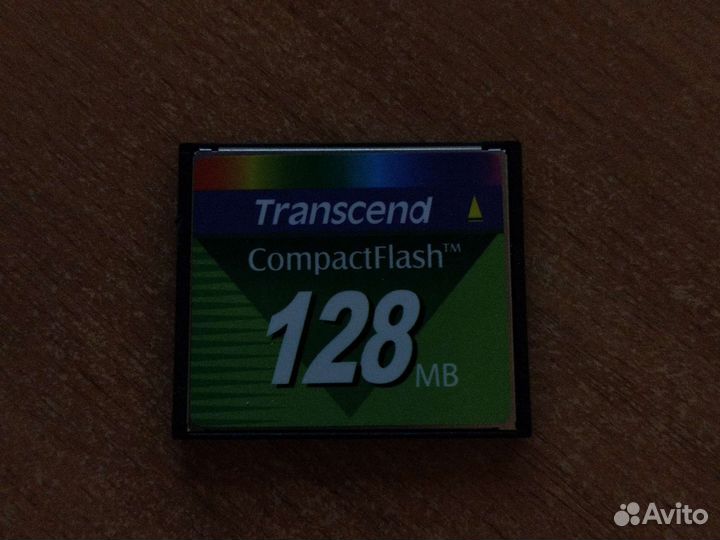 Transcend
CompactFlash™
128 MB
Avito